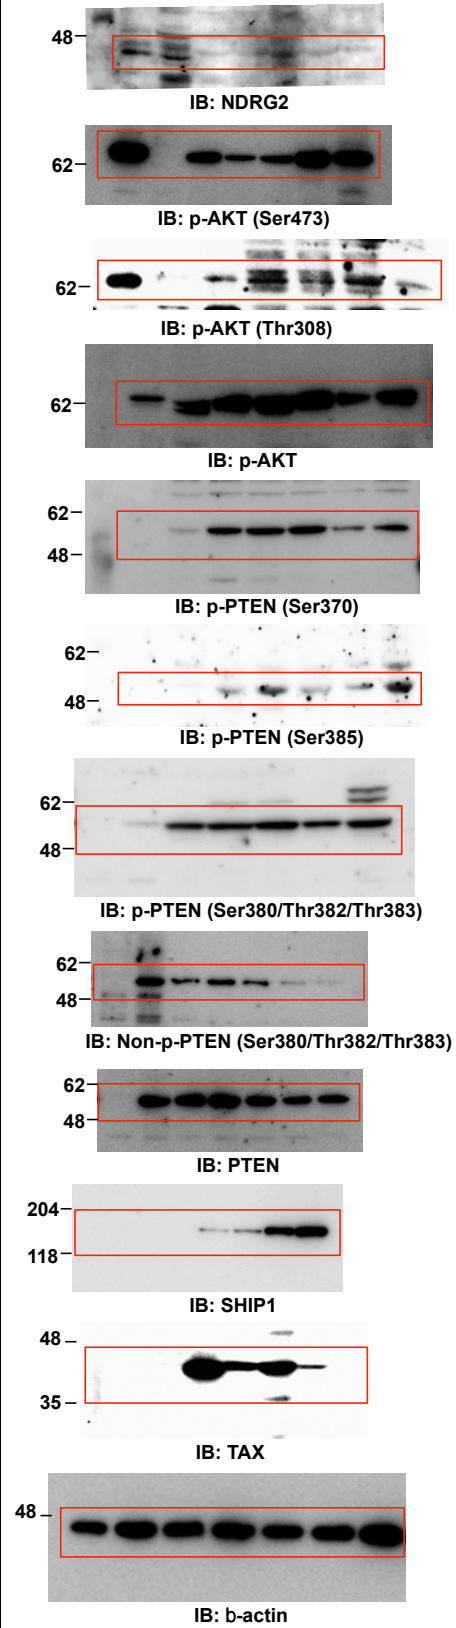 48
IB: NDRG2
62
IB: p-AKT (Ser473)
62
IB: p-AKT (Thr308)
62
IB: p-AKT
62
48
IB: p-PTEN (Ser370)
62
48
IB: p-PTEN (Ser385)
62
48
IB: p-PTEN (Ser380/Thr382/Thr383)
62
48
IB: Non-p-PTEN (Ser380/Thr382/Thr383)
62
48
IB: PTEN
204
118
IB: SHIP1
48
35
IB: TAX
48
IB: b-actin